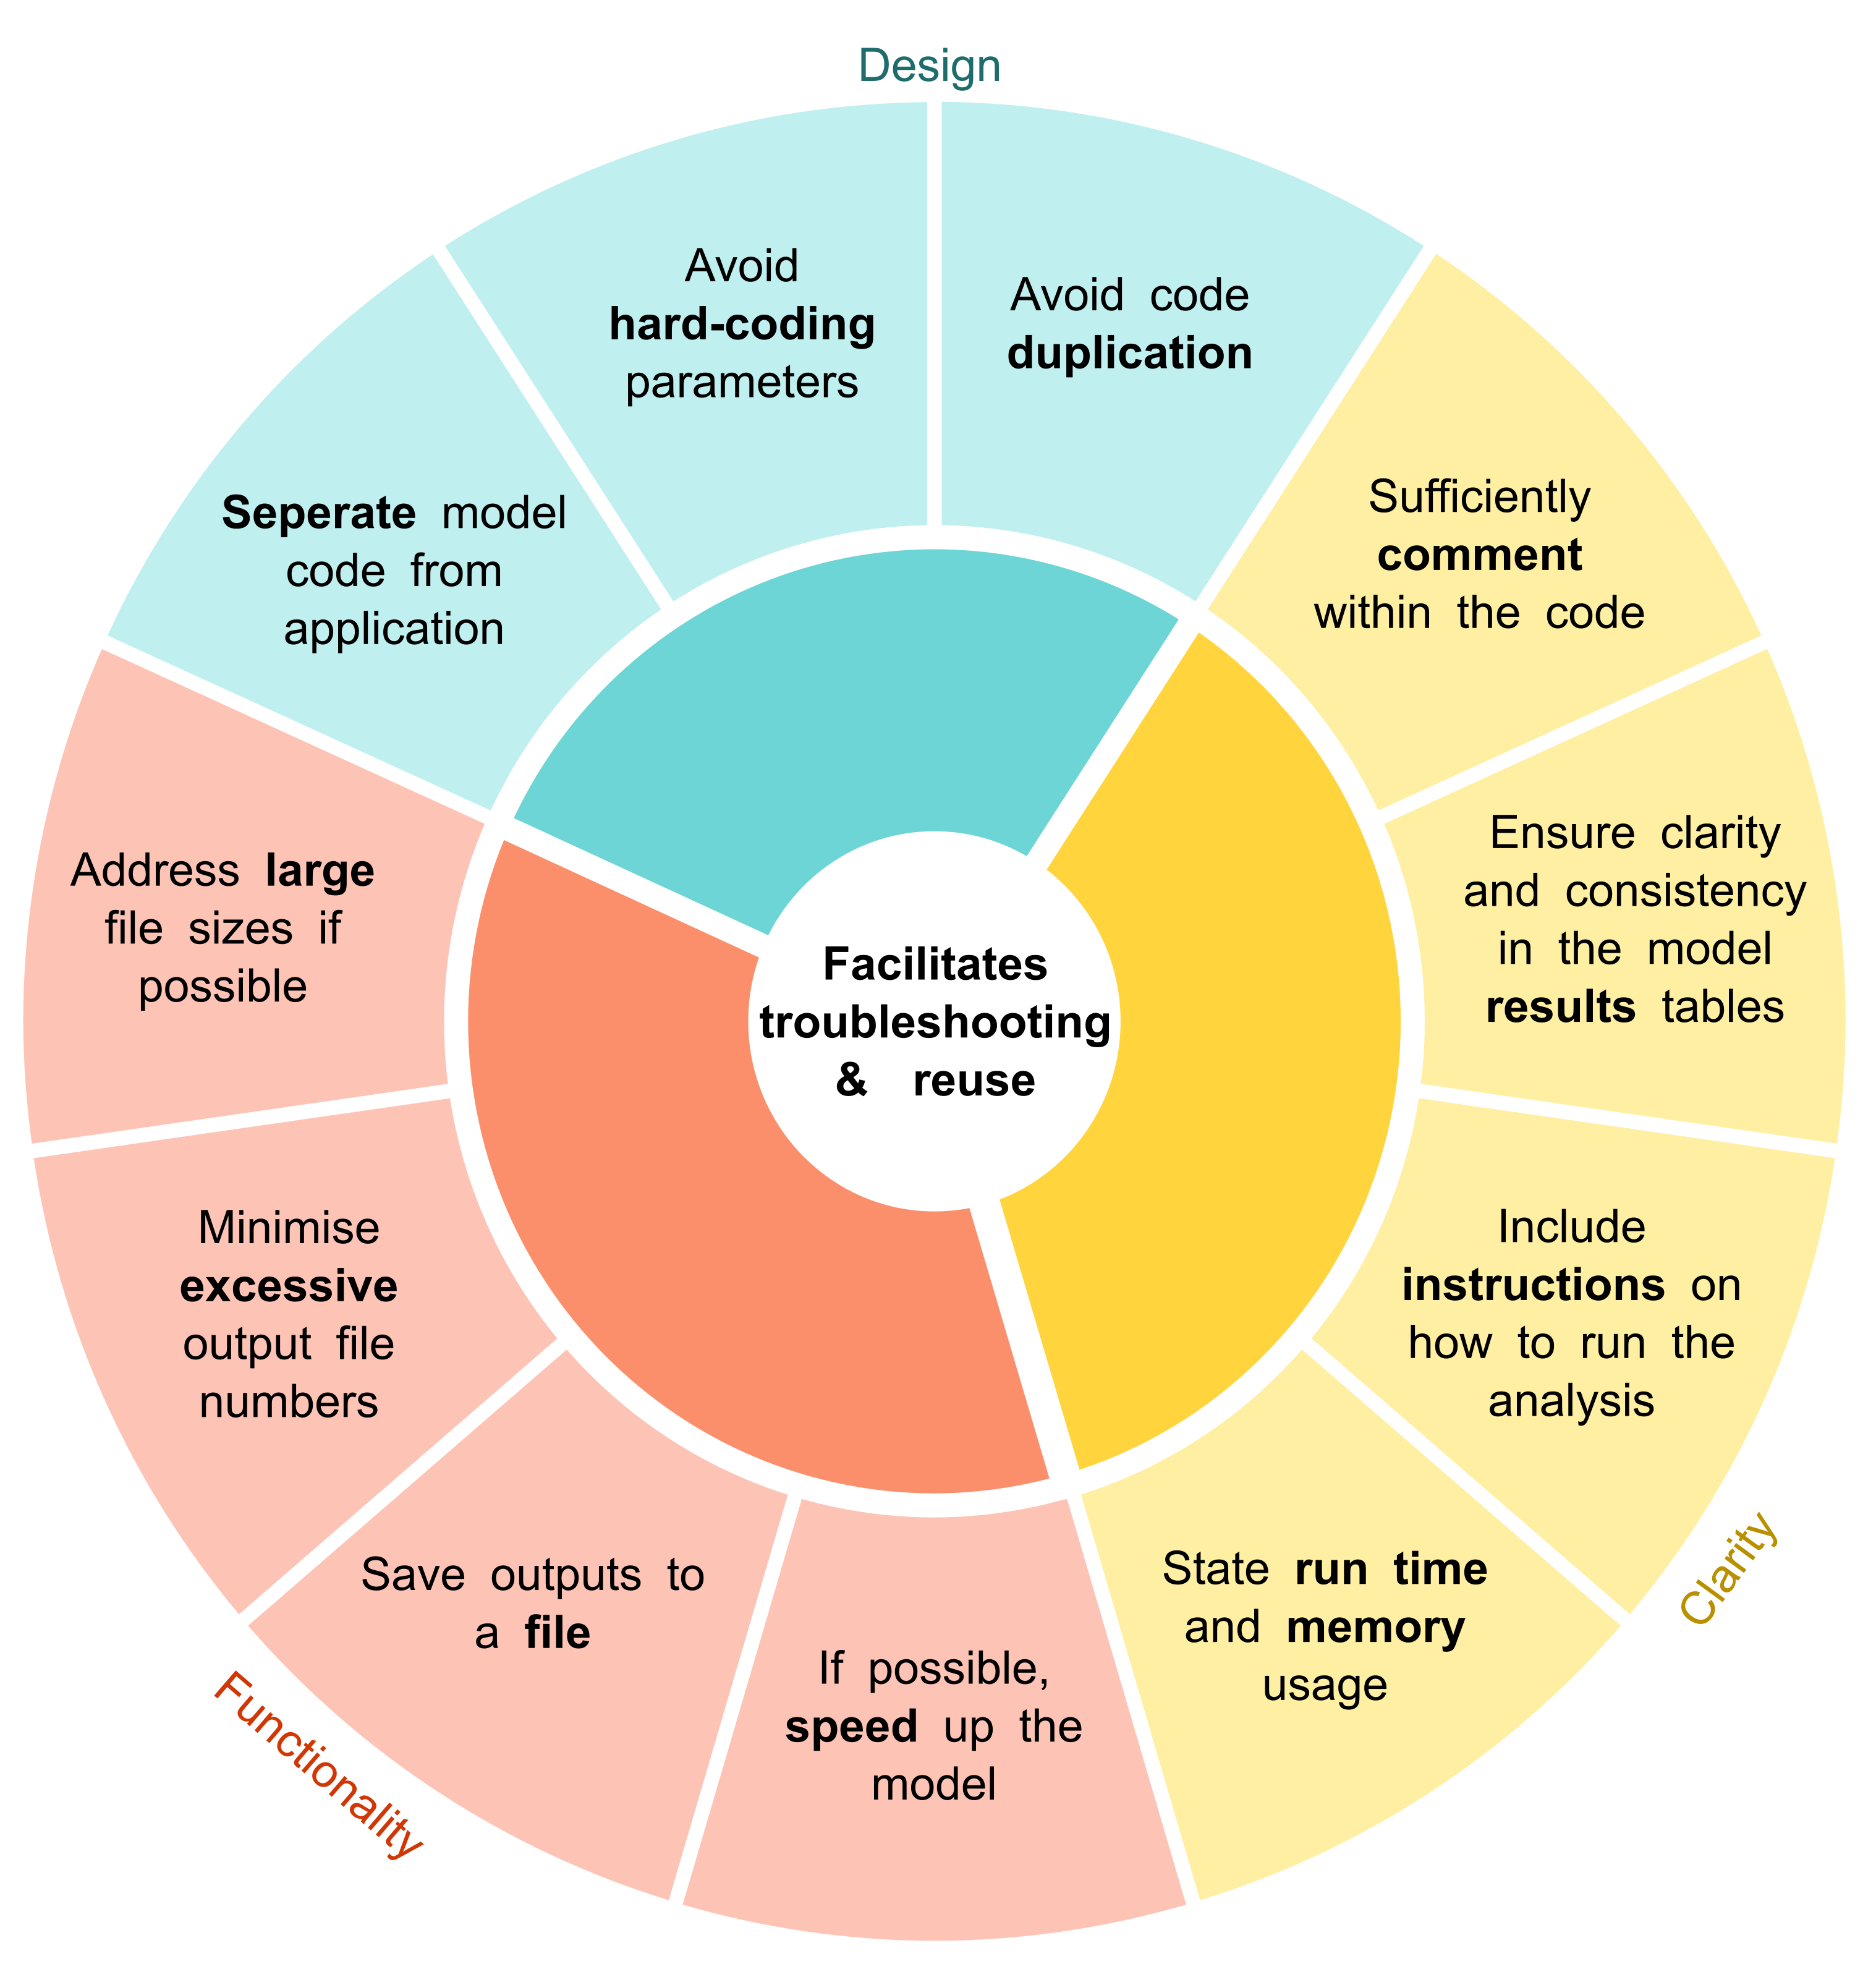 Design
Avoid
hard-coding
parameters
Avoid code
duplication
Seperate model
code from
application
Sufficiently
comment
within the code
Address large
file sizes if
possible
Ensure clarity
and consistency
in the model
results tables
Facilitates
troubleshooting
& reuse
Minimise
excessive
output file
numbers
Include
instructions on
how to run the
analysis
Save outputs to
a file
If possible,
speed up the
model
State run time
and memory
usage
Clarity
Functionality